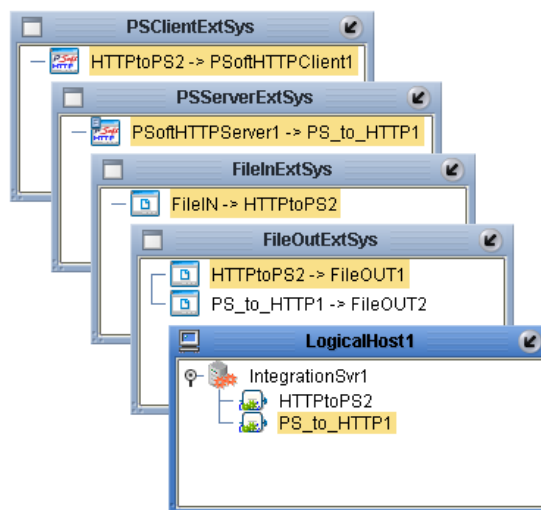 PSClientExtSys
HTTPtoPS2 -> PSoftHTTPClient1
PSServerExtSys
PSoftHTTPServer1 -> PS_to_HTTP1
FileInExtSys
FileIN -> HTTPtoPS2
FileOutExtSys
HTTPtoPS2 -> FileOUT1
PS_to_HTTP1 -> FileOUT2
LogicalHost1
IntegrationSvr1
HTTPtoPS2
PS_to_HTTP1